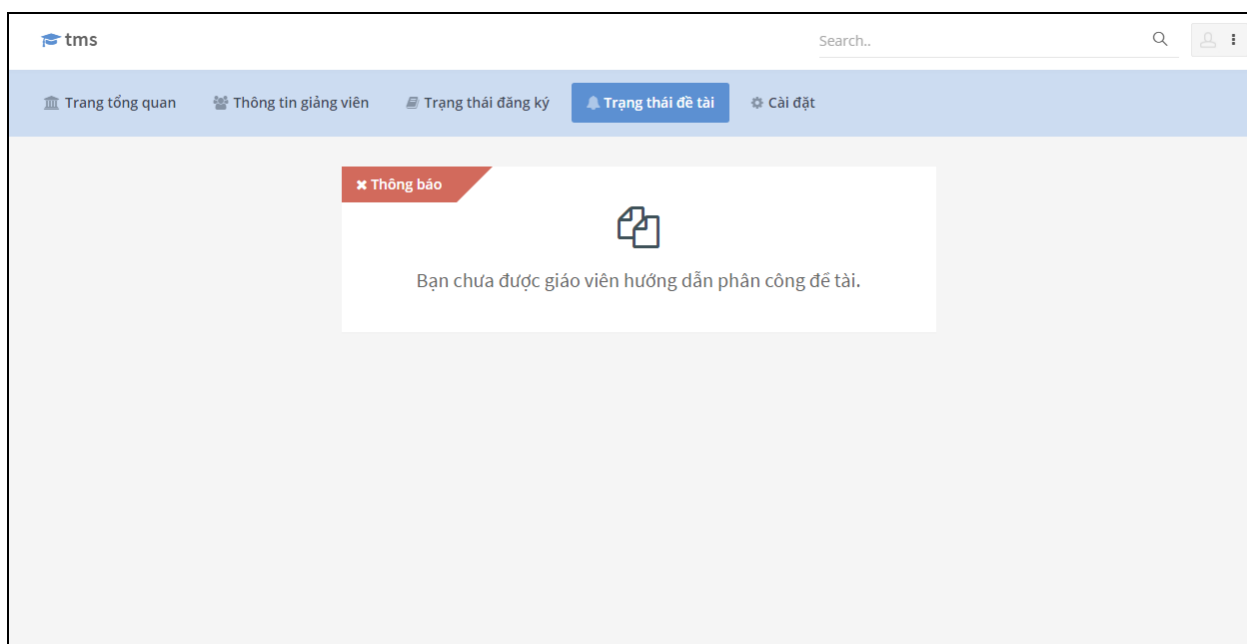 tms
Search..
Trang tổng quan
Thông tin giảng viên
Trạng thái đăng ký
Trạng thái đề tài
Cài đặt
Thông báo
Bạn chưa được giáo viên hướng dẫn phân công đề tài.